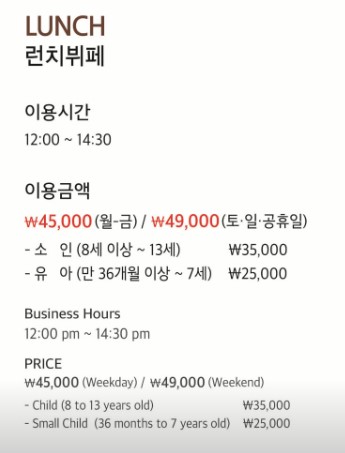 LUNCH
런치뷔페
이용시간
12:00 ~ 14:30
이용금액
₩45,000 (월-금) / ₩49,000 (토·일·공휴일)
- 소 인 (8세 이상 ~ 13세) ₩35,000
- 유 아 (만 36개월 이상 ~ 7세) ₩25,000
Business Hours
12:00 pm ~ 14:30 pm
PRICE
₩45,000 (Weekday) / ₩49,000 (Weekend)
- Child (8 to 13 years old) ₩35,000
- Small Child (36 months to 7 years old) ₩25,000